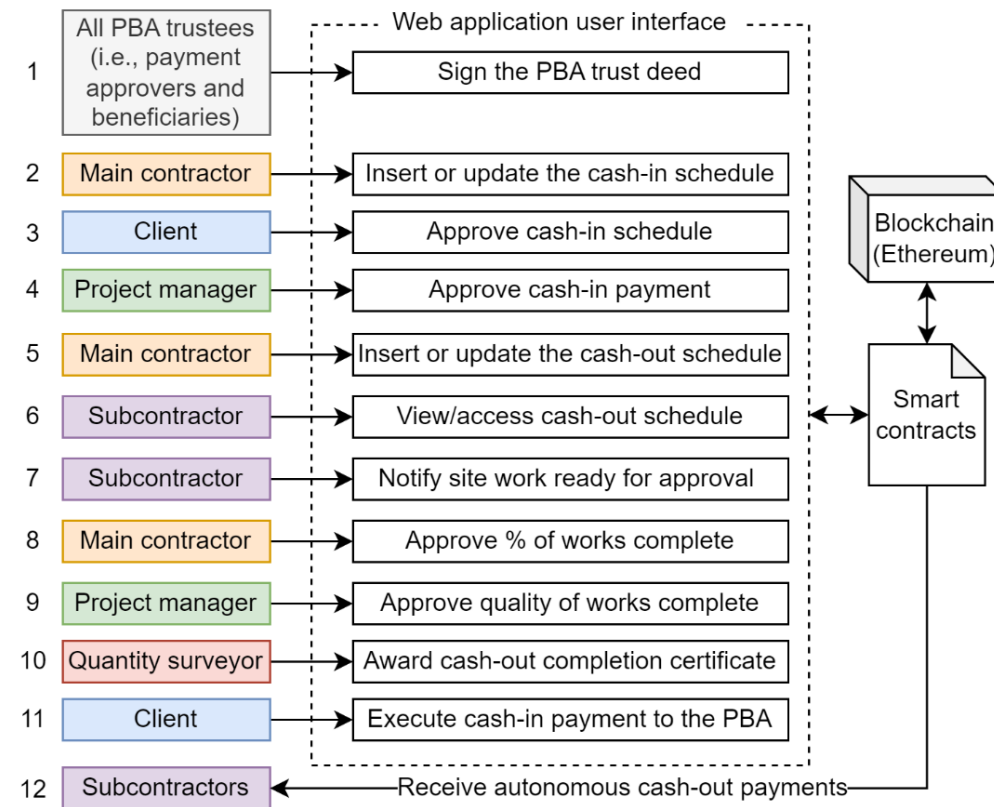 All PBA trustees
(i.e., payment
approvers and
beneficiaries)
Web application user interface
1
Sign the PBA trust deed
2
Main contractor
Insert or update the cash-in schedule
3
Client
Approve cash-in schedule
4
Project manager
Approve cash-in payment
5
Main contractor
Insert or update the cash-out schedule
6
Subcontractor
View/access cash-out schedule
7
Subcontractor
Notify site work ready for approval
8
Main contractor
Approve % of works complete
9
Project manager
Approve quality of works complete
10
Quantity surveyor
Award cash-out completion certificate
11
Client
Execute cash-in payment to the PBA
12
Subcontractors
Receive autonomous cash-out payments
Blockchain
(Ethereum)
Smart
contracts